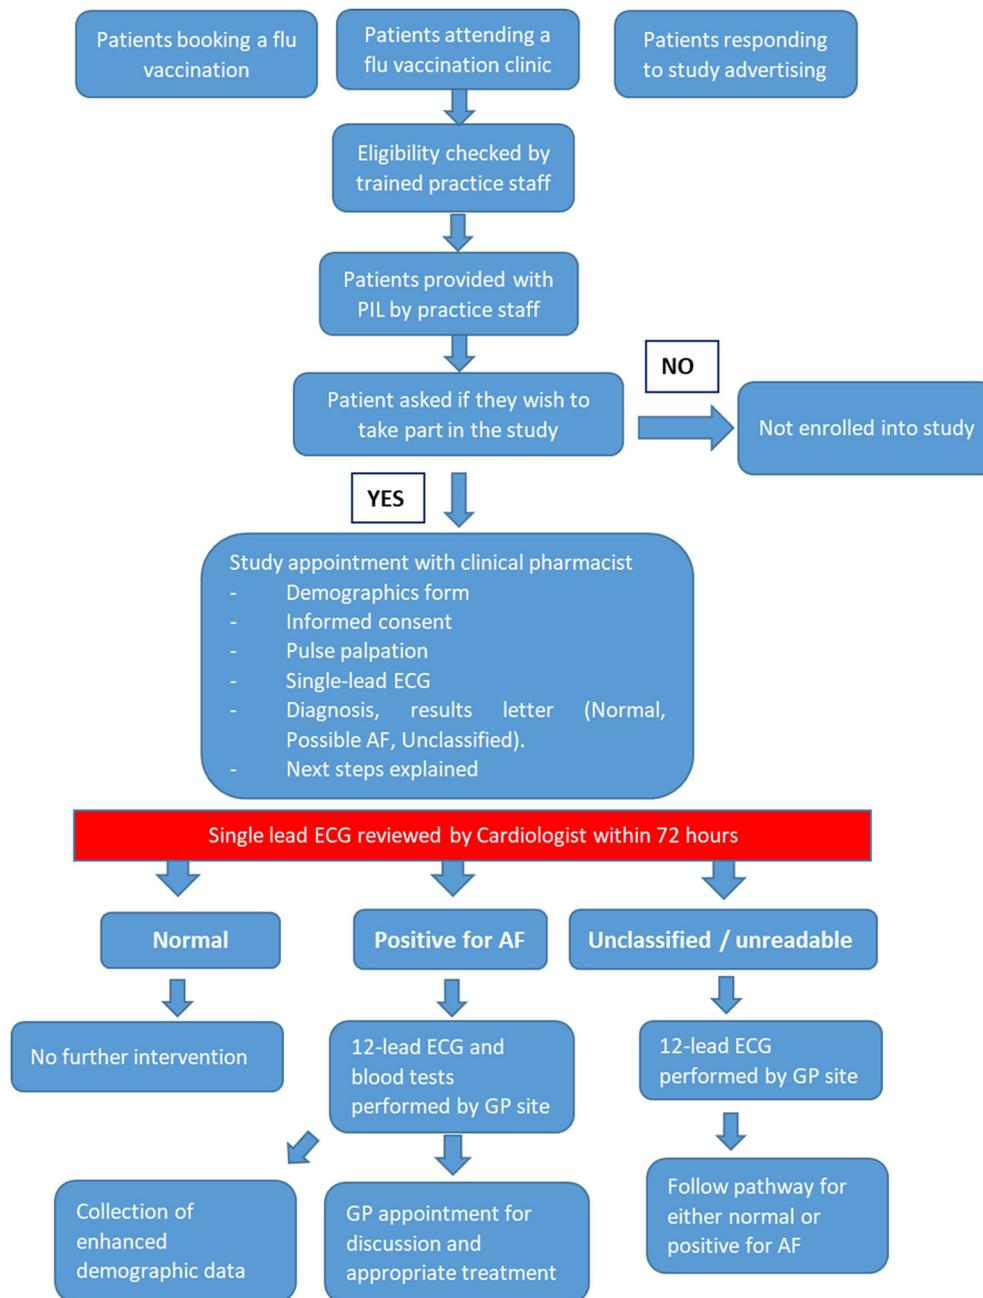 Patients booking a flu
vaccination
Patients attending a
flu vaccination clinic
Patients responding
to study advertising
Eligibility checked by
trained practice staff
Patients provided with
PIL by practice staff
Patient asked if they wish to
take part in the study
NO
Not enrolled into study
YES
Study appointment with clinical pharmacist
- Demographics form
- Informed consent
- Pulse palpation
- Single-lead ECG
- Diagnosis, results letter (Normal,
Possible AF, Unclassified).
- Next steps explained
Single lead ECG reviewed by Cardiologist within 72 hours
Normal
Positive for AF
Unclassified / unreadable
No further intervention
12-lead ECG and
blood tests
performed by GP site
12-lead ECG
performed by GP site
Collection of
enhanced
demographic data
GP appointment for
discussion and
appropriate treatment
Follow pathway for
either normal or
positive for AF